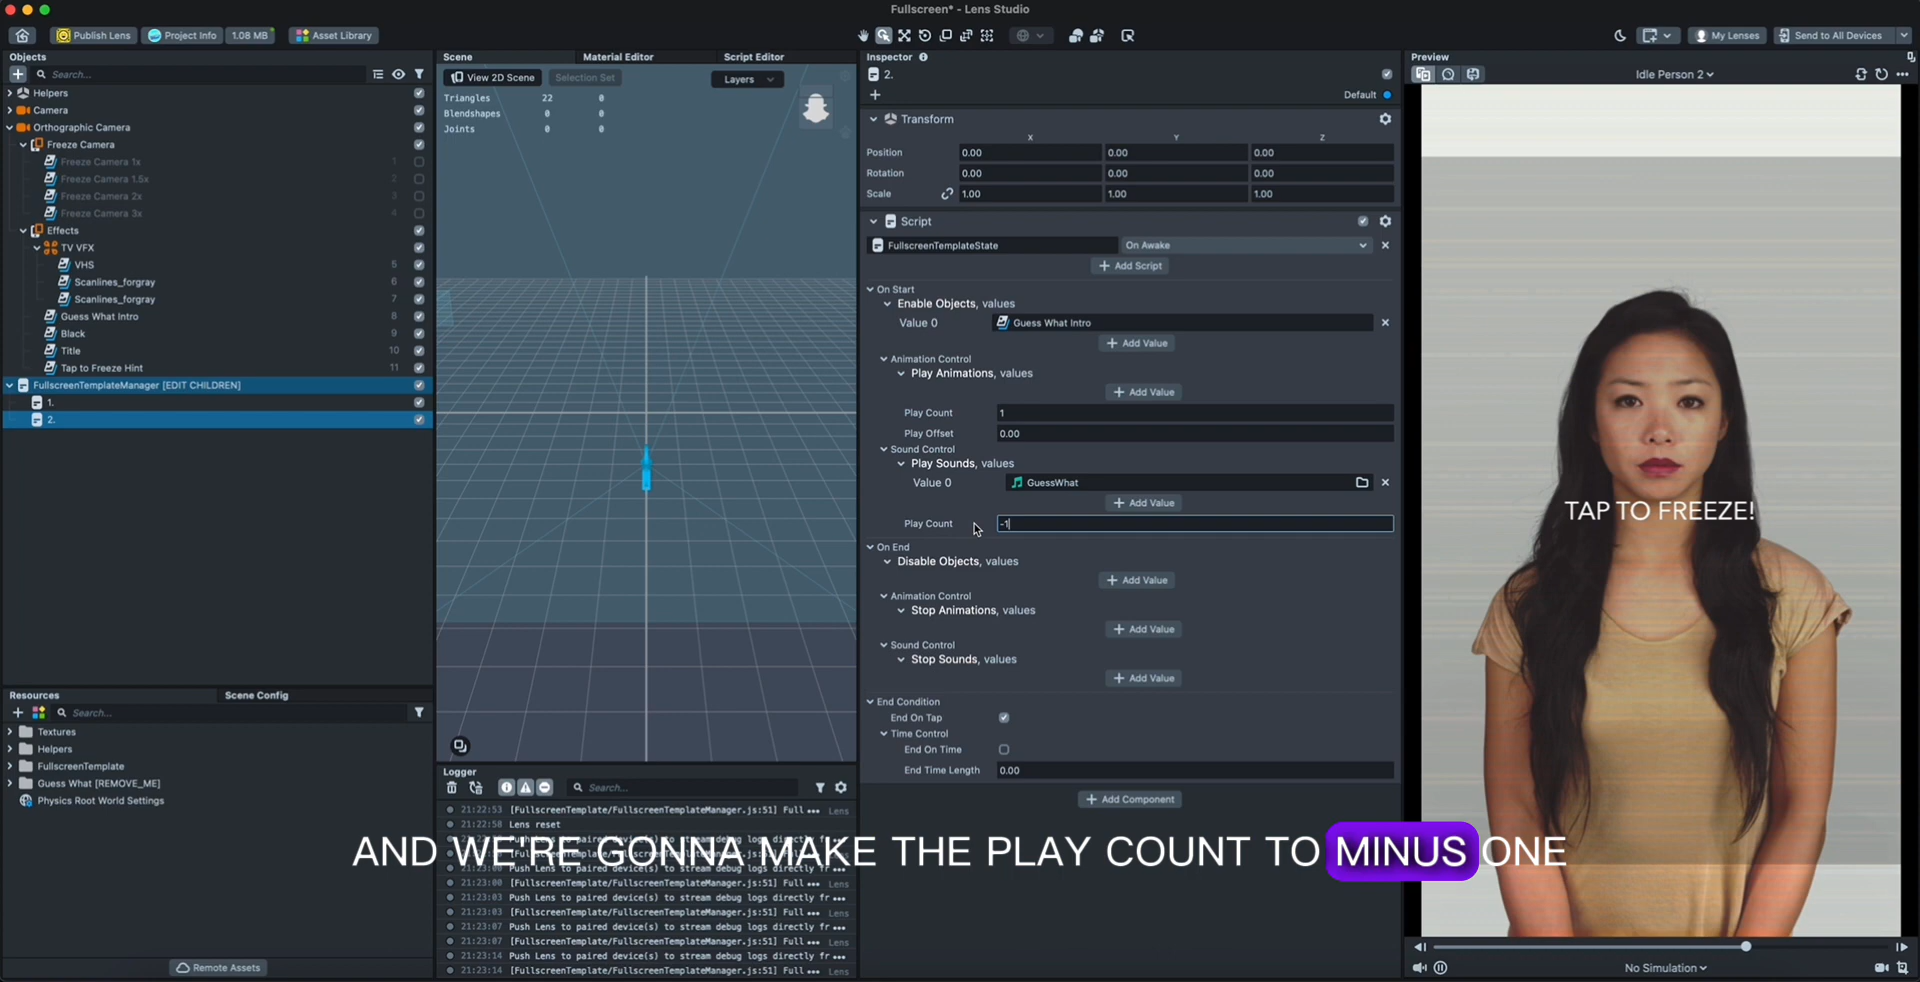 Fullscreen* - Lens Studio
Publish Lens
Project Info
1.08 MB
Asset Library
My Lenses
Send to All Devices
Objects
Search...
Helpers
Camera
Orthographic Camera
Freeze Camera
Freeze Camera 1x 1
Freeze Camera 1.5x 2
Freeze Camera 2x 3
Freeze Camera 3x 4
Effects
TV VFX
VHS 5
Scanlines_forgray 6
Scanlines_forgray 7
Guess What Intro 8
Black 9
Title 10
Tap to Freeze Hint 11
FullscreenTemplateManager [EDIT CHILDREN]
1.
2.
Resources
Scene Config
Search...
Textures
Helpers
FullscreenTemplate
Guess What [REMOVE_ME]
Physics Root World Settings
Remote Assets
Scene
Material Editor
Script Editor
View 2D Scene
Selection Set
Layers
Triangles 22 0
Blendshapes 0 0
Joints 0 0
Logger
Search...
21:22:53 [FullscreenTemplate/FullscreenTemplateManager.js:51] Full ••• Lens
21:22:58 Lens reset
21:23:00 [FullscreenTemplate/FullscreenTemplateManager.js:51] Full ••• Lens
21:23:03 Push Lens to paired device(s) to stream debug logs directly fr •••
21:23:03 [FullscreenTemplate/FullscreenTemplateManager.js:51] Full ••• Lens
21:23:07 Push Lens to paired device(s) to stream debug logs directly fr •••
21:23:07 [FullscreenTemplate/FullscreenTemplateManager.js:51] Full ••• Lens
21:23:14 Push Lens to paired device(s) to stream debug logs directly fr •••
21:23:14 [FullscreenTemplate/FullscreenTemplateManager.js:51] Full ••• Lens
Inspector
2.
Default
Transform
X Y Z
Position 0.00 0.00 0.00
Rotation 0.00 0.00 0.00
Scale 1.00 1.00 1.00
Script
FullscreenTemplateState
On Awake
Add Script
On Start
Enable Objects, values
Value 0 Guess What Intro
Add Value
Animation Control
Play Animations, values
Add Value
Play Count 1
Play Offset 0.00
Sound Control
Play Sounds, values
Value 0 GuessWhat
Add Value
Play Count -1
On End
Disable Objects, values
Add Value
Animation Control
Stop Animations, values
Add Value
Sound Control
Stop Sounds, values
Add Value
End Condition
End On Tap
Time Control
End On Time
End Time Length 0.00
Add Component
Preview
Idle Person 2
TAP TO FREEZE!
No Simulation
AND WE'RE GONNA MAKE THE PLAY COUNT TO MINUS ONE